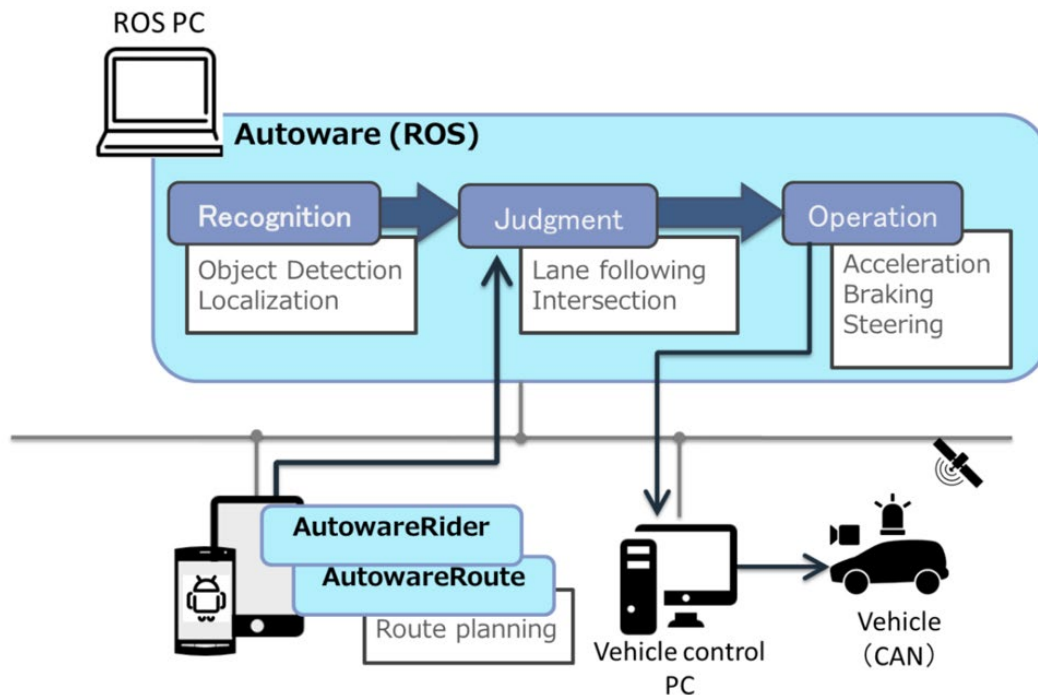 ROS PC
Autoware (ROS)
Recognition
Object Detection
Localization
Judgment
Lane following
Intersection
Operation
Acceleration
Braking
Steering
AutowareRider
AutowareRoute
Route planning
Vehicle control
PC
Vehicle
（CAN）